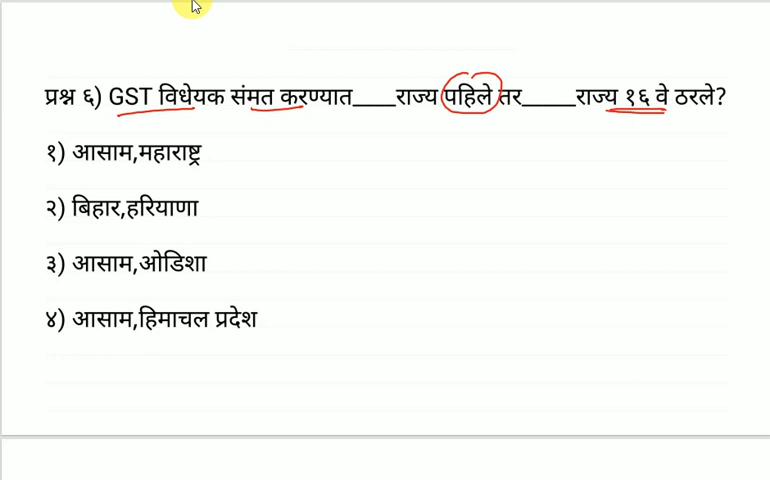 प्रश्न ६) GST विधेयक संमत करण्यात____राज्य पहिले तर_____राज्य १६ वे ठरले?
१) आसाम,महाराष्ट्र
२) बिहार,हरियाणा
३) आसाम,ओडिशा
४) आसाम,हिमाचल प्रदेश